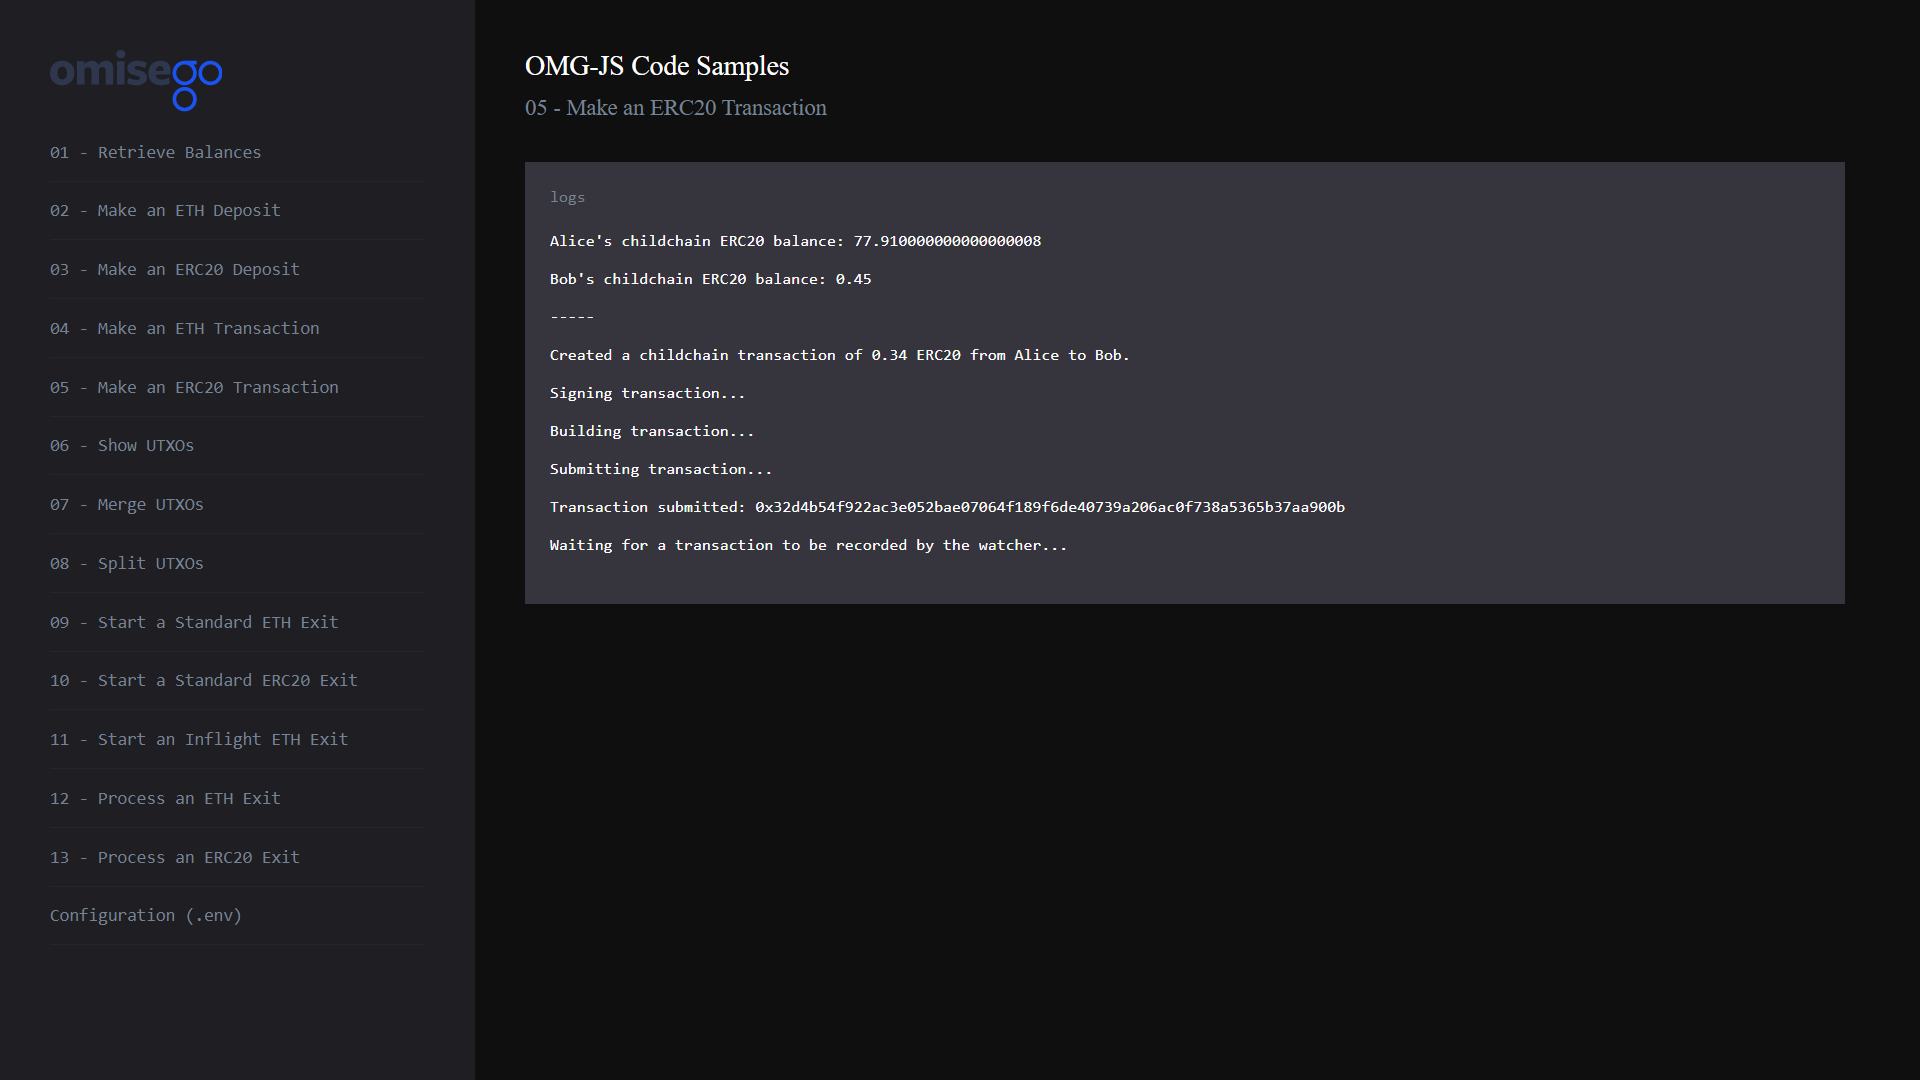 omisego
01 - Retrieve Balances
02 - Make an ETH Deposit
03 - Make an ERC20 Deposit
04 - Make an ETH Transaction
05 - Make an ERC20 Transaction
06 - Show UTXOs
07 - Merge UTXOs
08 - Split UTXOs
09 - Start a Standard ETH Exit
10 - Start a Standard ERC20 Exit
11 - Start an Inflight ETH Exit
12 - Process an ETH Exit
13 - Process an ERC20 Exit
Configuration (.env)
OMG-JS Code Samples
05 - Make an ERC20 Transaction
logs
Alice's childchain ERC20 balance: 77.910000000000000008
Bob's childchain ERC20 balance: 0.45
-----
Created a childchain transaction of 0.34 ERC20 from Alice to Bob.
Signing transaction...
Building transaction...
Submitting transaction...
Transaction submitted: 0x32d4b54f922ac3e052bae07064f189f6de40739a206ac0f738a5365b37aa900b
Waiting for a transaction to be recorded by the watcher...